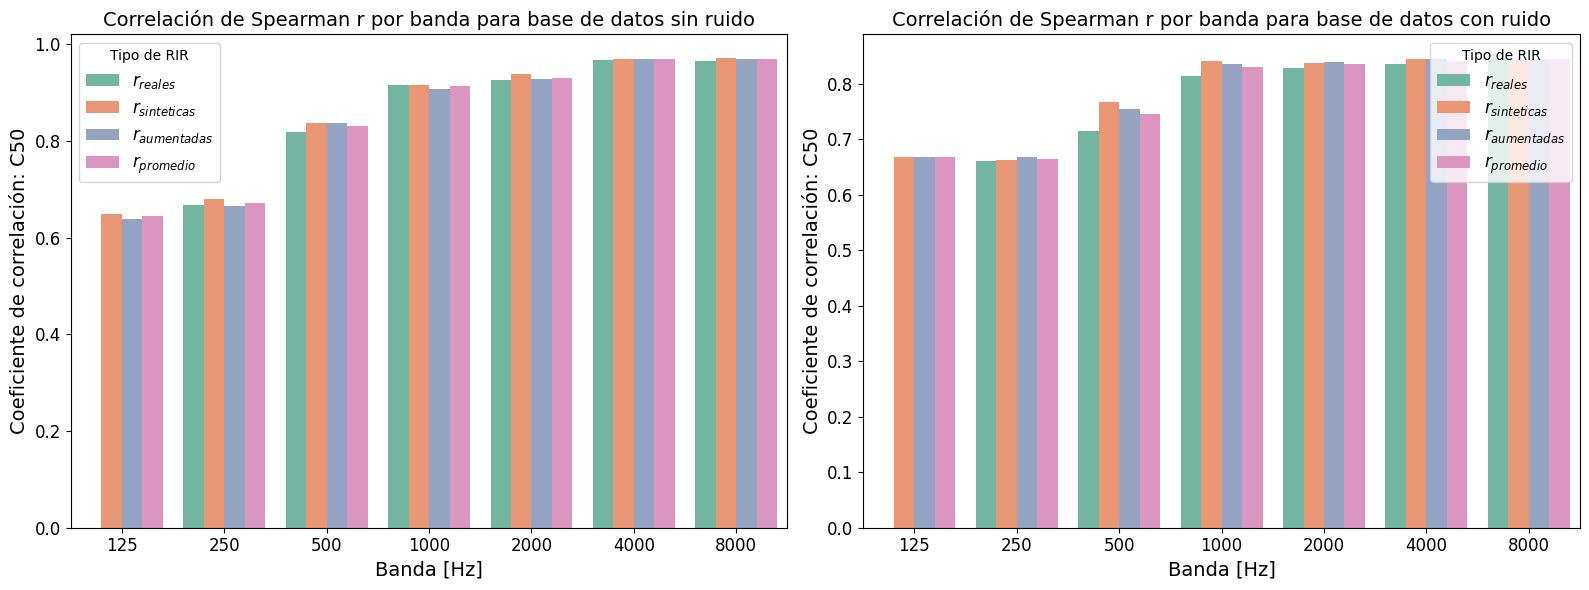 Correlación de Spearman r por banda para base de datos sin ruido
Coeficiente de correlación: C50
1.0
0.8
0.6
0.4
0.2
0.0
Tipo de RIR
r_reales
r_sinteticas
r_aumentadas
r_promedio
125 250 500 1000 2000 4000 8000
Banda [Hz]
Correlación de Spearman r por banda para base de datos con ruido
Coeficiente de correlación: C50
0.8
0.7
0.6
0.5
0.4
0.3
0.2
0.1
0.0
Tipo de RIR
r_reales
r_sinteticas
r_aumentadas
r_promedio
125 250 500 1000 2000 4000 8000
Banda [Hz]